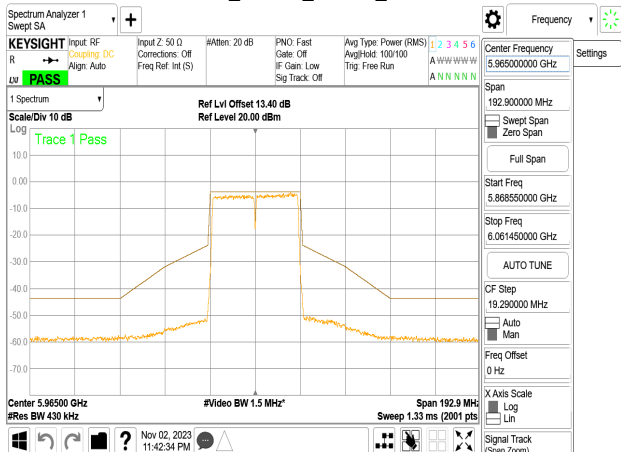 Spectrum Analyzer 1
Swept SA
Frequency
KEYSIGHT
R
LXI PASS
Input: RF
Coupling: DC
Align: Auto
Input Z: 50 Ω
Corrections: Off
Freq Ref: Int (S)
#Atten: 20 dB
PNO: Fast
Gate: Off
IF Gain: Low
Sig Track: Off
Avg Type: Power (RMS)
Avg|Hold: 100/100
Trig: Free Run
1 2 3 4 5 6
A W W W W W
A N N N N N
Center Frequency
5.965000000 GHz
Settings
Span
192.900000 MHz
Swept Span
Zero Span
Full Span
Start Freq
5.868550000 GHz
Stop Freq
6.061450000 GHz
AUTO TUNE
CF Step
19.290000 MHz
Auto
Man
Freq Offset
0 Hz
X Axis Scale
Log
Lin
Signal Track
(Span Zoom)
1 Spectrum
Scale/Div 10 dB
Ref Lvl Offset 13.40 dB
Ref Level 20.00 dBm
Log
Trace 1 Pass
10.0
0.00
-10.0
-20.0
-30.0
-40.0
-50.0
-60.0
-70.0
Center 5.96500 GHz
#Res BW 430 kHz
#Video BW 1.5 MHz*
Span 192.9 MHz
Sweep 1.33 ms (2001 pts
?
Nov 02, 2023
11:42:34 PM